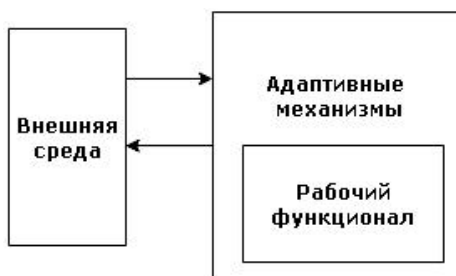 Внешняя
среда
Адаптивные
механизмы
Рабочий
функционал